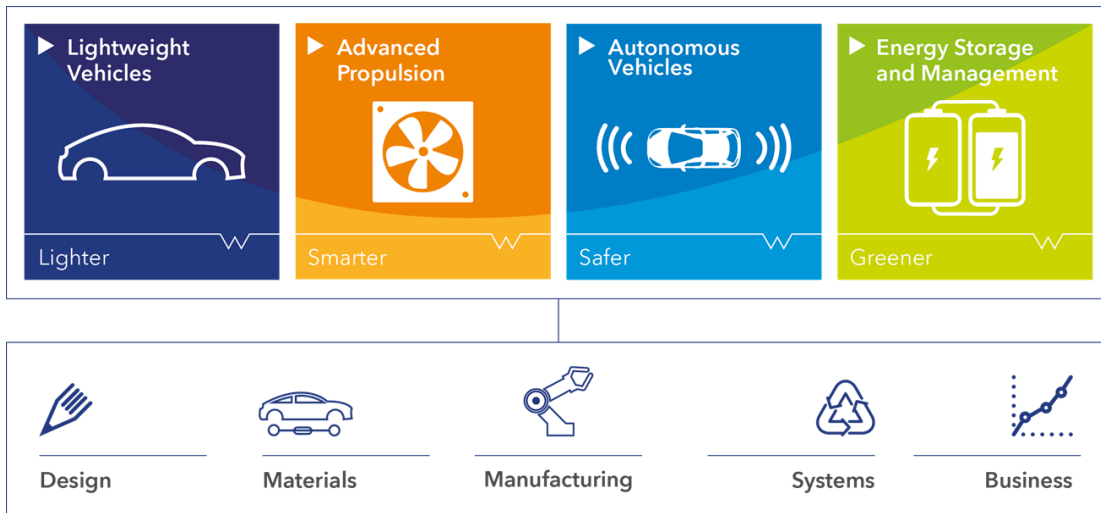 Lightweight
Vehicles
Advanced
Propulsion
Autonomous
Vehicles
Energy Storage
and Management
Lighter
Smarter
Safer
Greener
Design
Materials
Manufacturing
Systems
Business